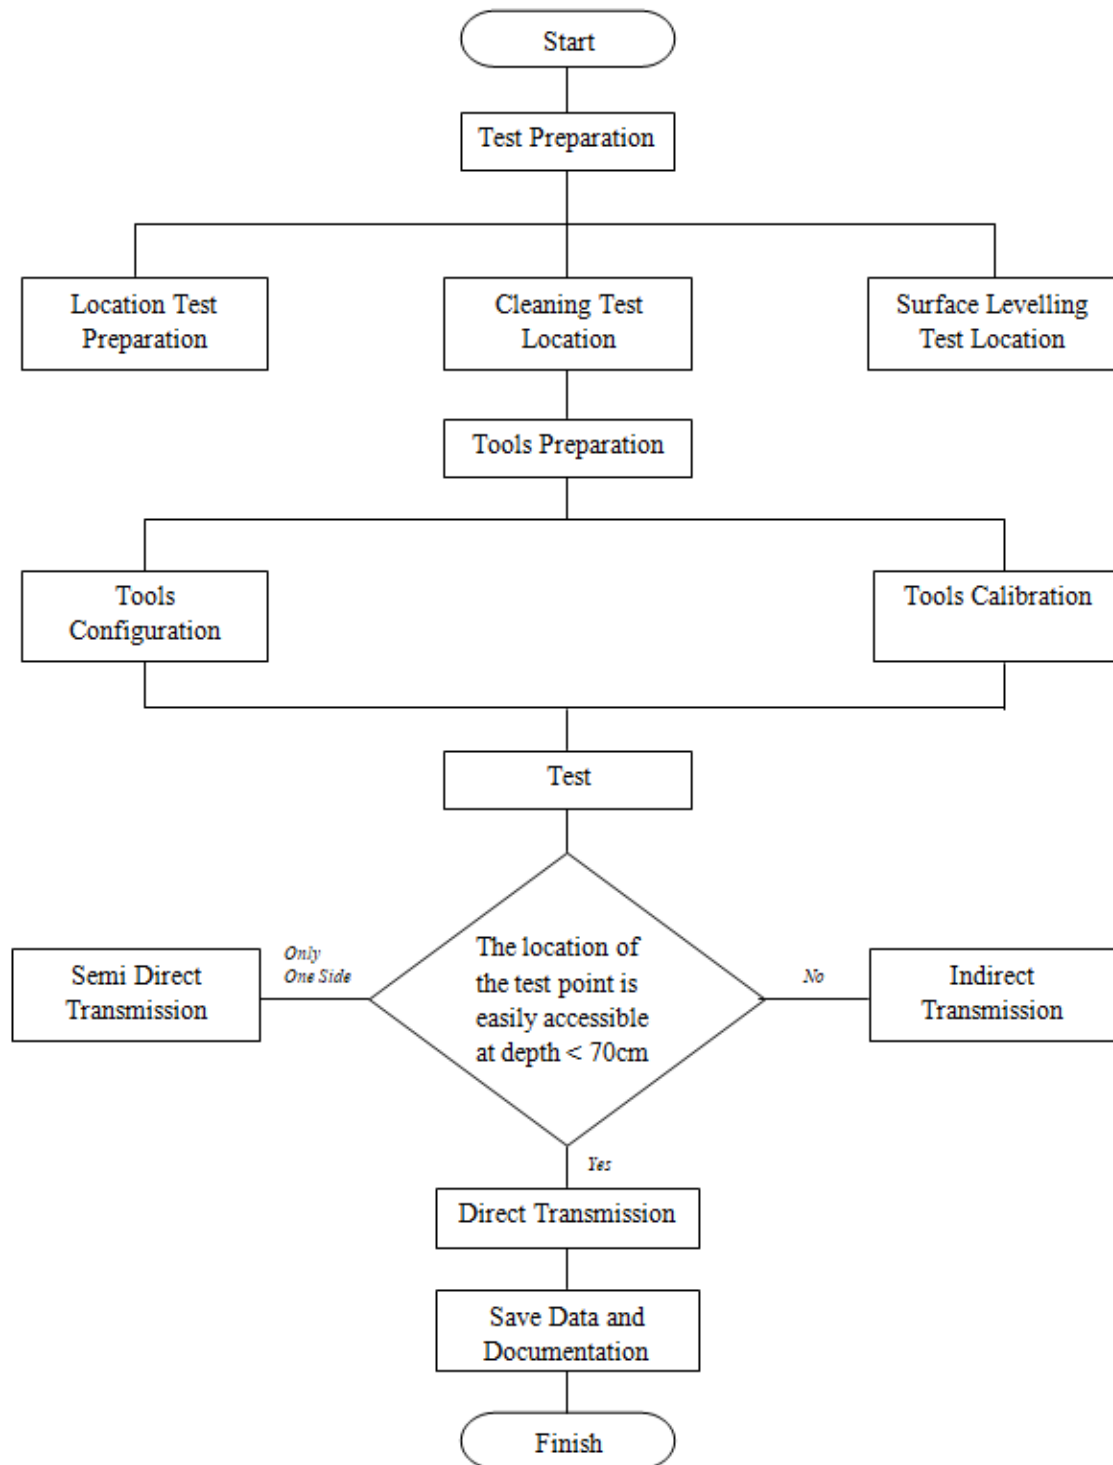 Start
Test Preparation
Location Test
Preparation
Cleaning Test
Location
Surface Levelling
Test Location
Tools Preparation
Tools
Configuration
Tools Calibration
Test
The location of
the test point is
easily accessible
at depth < 70cm
Only
One Side
Semi Direct
Transmission
No
Indirect
Transmission
Yes
Direct Transmission
Save Data and
Documentation
Finish